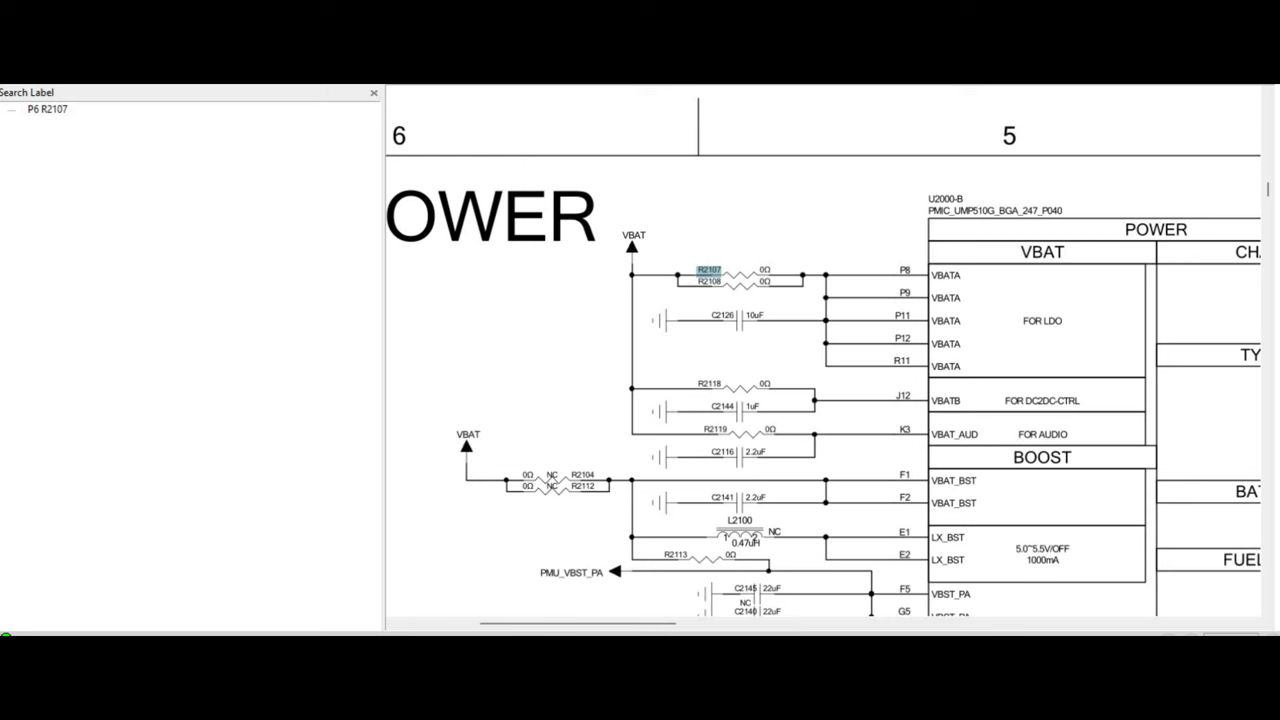 Search Label
P6 R2107
6
5
OWER
U2000-B
PMIC_UMP510G_BGA_247_P040
POWER
VBAT
VBAT
CH
R2107 0Ω P8 VBATA
R2108 0Ω
P9 VBATA
C2126 10uF P11 VBATA FOR LDO
P12 VBATA
TY
R11 VBATA
R2118 0Ω
J12 VBATB FOR DC2DC-CTRL
C2144 1uF
R2119 0Ω K3 VBAT_AUD FOR AUDIO
VBAT
C2116 2.2uF BOOST
0Ω NC R2104 F1 VBAT_BST
0Ω NC R2112
BA
C2141 2.2uF F2 VBAT_BST
L2100
NC E1 LX_BST
1 2
0.47uH
5.0~5.5V/OFF
1000mA
R2113 0Ω E2 LX_BST
FUEL
PMU_VBST_PA
C2145 22uF F5 VBST_PA
NC
C2140 22uF G5